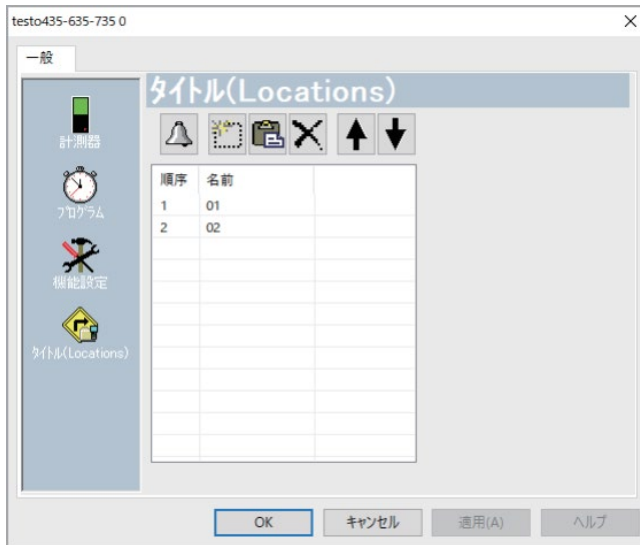 testo435-635-735 0
一般
計測器
プログラム
機能設定
タイトル(Locations)
タイトル(Locations)
順序 名前
1 01
2 02
OK キャンセル 適用(A) ヘルプ